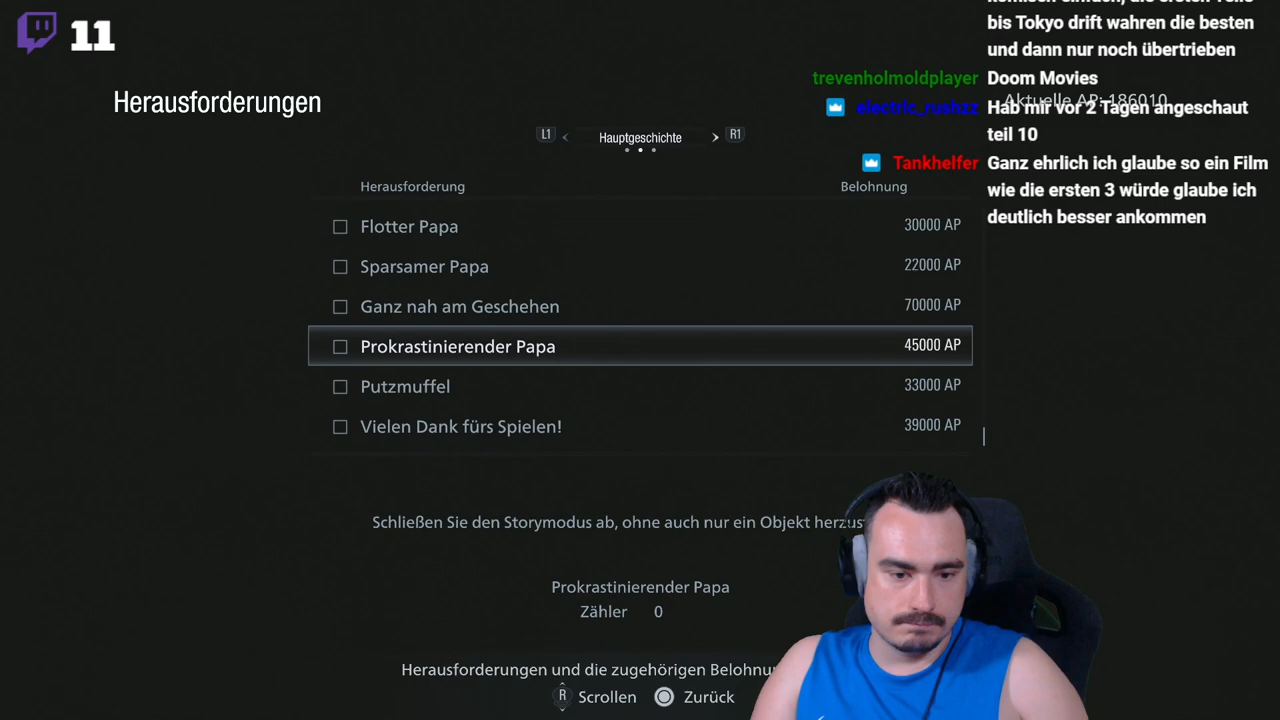 11
bis Tokyo drift wahren die besten
und dann nur noch übertrieben
trevenholmoldplayer Doom Movies
electric_rushzz Hab mir vor 2 Tagen angeschaut
teil 10
Tankhelfer Ganz ehrlich ich glaube so ein Film
wie die ersten 3 würde glaube ich
deutlich besser ankommen
Aktuelle AP: 186010
Herausforderungen
L1 < Hauptgeschichte > R1
Herausforderung Belohnung
Flotter Papa 30000 AP
Sparsamer Papa 22000 AP
Ganz nah am Geschehen 70000 AP
Prokrastinierender Papa 45000 AP
Putzmuffel 33000 AP
Vielen Dank fürs Spielen! 39000 AP
Schließen Sie den Storymodus ab, ohne auch nur ein Objekt
Prokrastinierender Papa
Zähler 0
Herausforderungen und die zugehörigen
R Scrollen Zurück